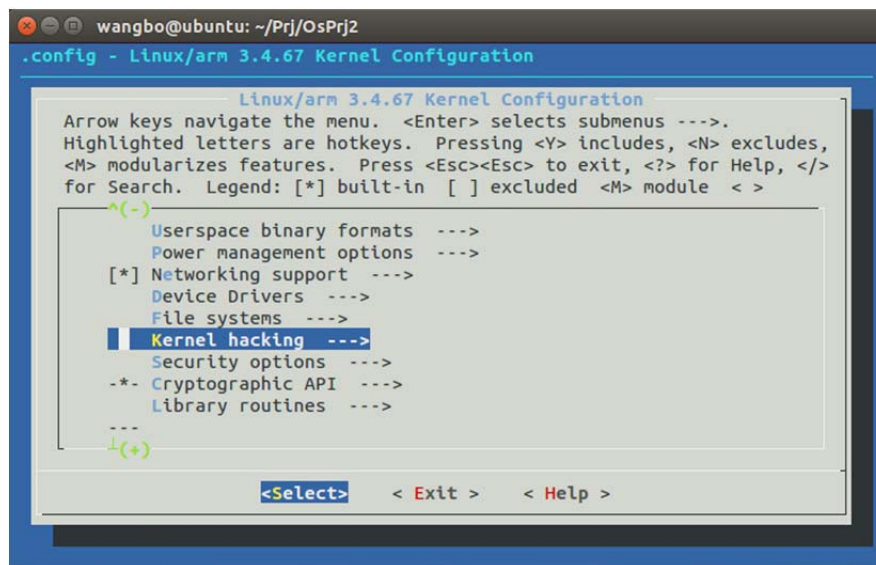 wangbo@ubuntu: ~/Prj/OsPrj2
.config - Linux/arm 3.4.67 Kernel Configuration
Linux/arm 3.4.67 Kernel Configuration
Arrow keys navigate the menu.  <Enter> selects submenus --->.
Highlighted letters are hotkeys.  Pressing <Y> includes, <N> excludes,
<M> modularizes features.  Press <Esc><Esc> to exit, <?> for Help, </>
for Search.  Legend: [*] built-in  [ ] excluded  <M> module  < >
^(-)
Userspace binary formats  --->
Power management options  --->
[*] Networking support  --->
Device Drivers  --->
File systems  --->
Kernel hacking  --->
Security options  --->
-*- Cryptographic API  --->
Library routines  --->
---
┴(+)
<Select>    < Exit >    < Help >